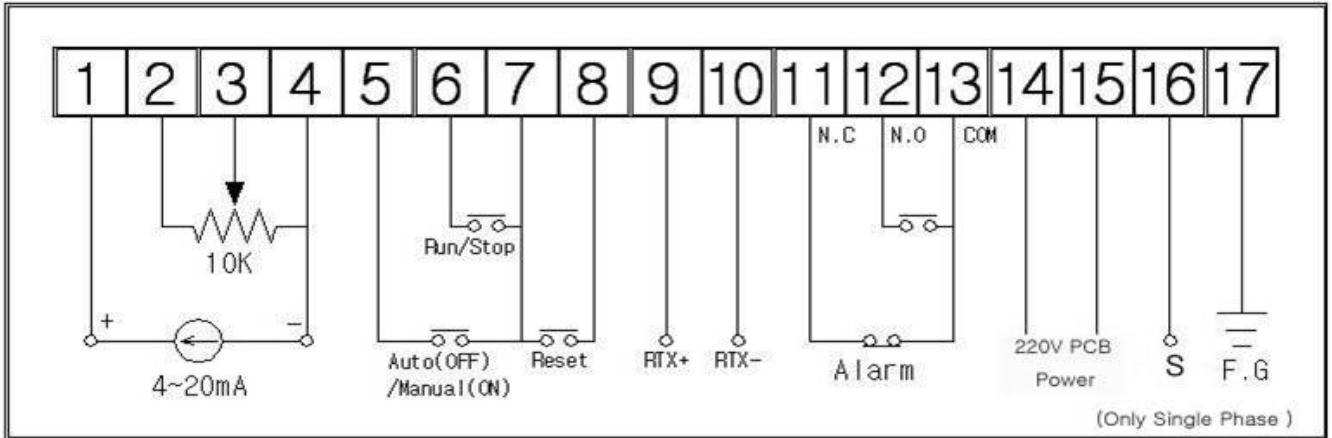 1 2 3 4 5 6 7 8 9 10 11 12 13 14 15 16 17
N.C N.O COM
Run/Stop
10K
+ −
4~20mA
Auto(OFF)
/Manual(ON)
Reset
RTX+ RTX-
Alarm
220V PCB
Power
S
F.G
(Only Single Phase )